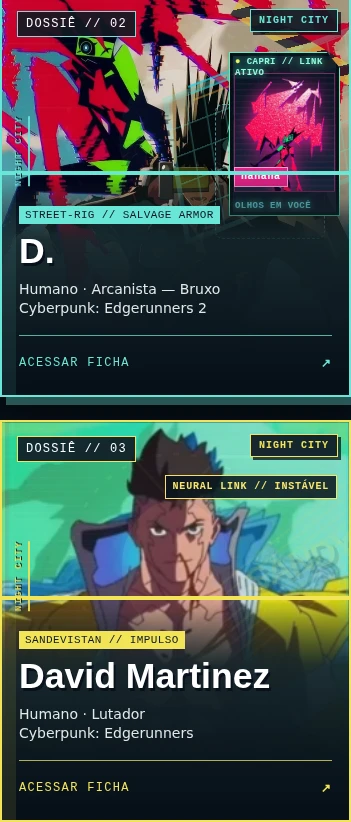 DOSSIÊ // 02
NIGHT CITY
● CAPRI // LINK
ATIVO
NIGHT CITY
OLHOS EM VOCÊ
STREET-RIG // SALVAGE ARMOR
D.
Humano · Arcanista — Bruxo
Cyberpunk: Edgerunners 2
ACESSAR FICHA ↗
DOSSIÊ // 03
NIGHT CITY
NEURAL LINK // INSTÁVEL
NIGHT CITY
SANDEVISTAN // IMPULSO
David Martinez
Humano · Lutador
Cyberpunk: Edgerunners
ACESSAR FICHA ↗